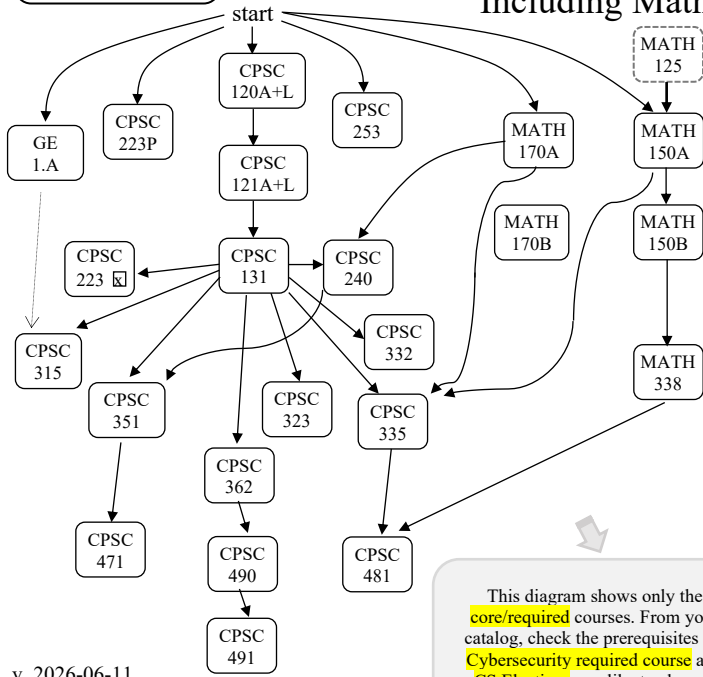 start
Including Math
MATH
125
CPSC
120A+L
CPSC
223P
CPSC
253
GE
1.A
MATH
170A
MATH
150A
CPSC
121A+L
MATH
170B
MATH
150B
CPSC
223 x
CPSC
131
CPSC
240
CPSC
315
CPSC
332
MATH
338
CPSC
351
CPSC
323
CPSC
335
CPSC
362
CPSC
471
CPSC
490
CPSC
481
CPSC
491
This diagram shows only the
core/required courses. From yo
catalog, check the prerequisites
Cybersecurity required course a
v. 2026-06-11